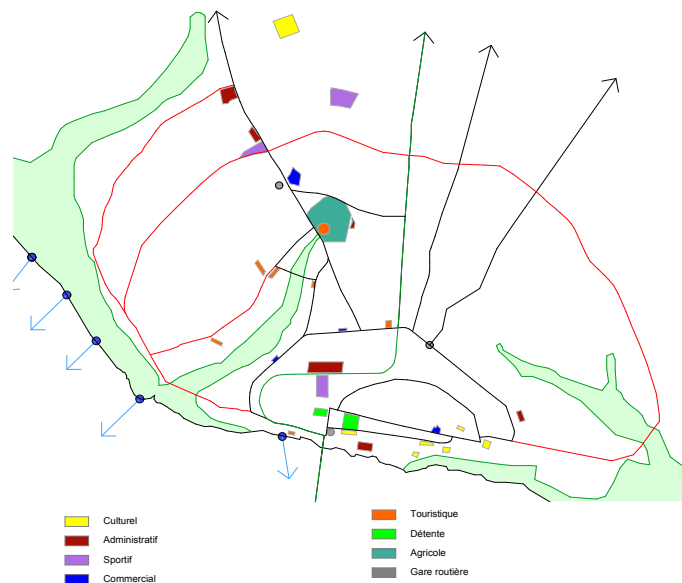 Culturel
Administratif
Sportif
Commercial
Touristique
Détente
Agricole
Gare routière